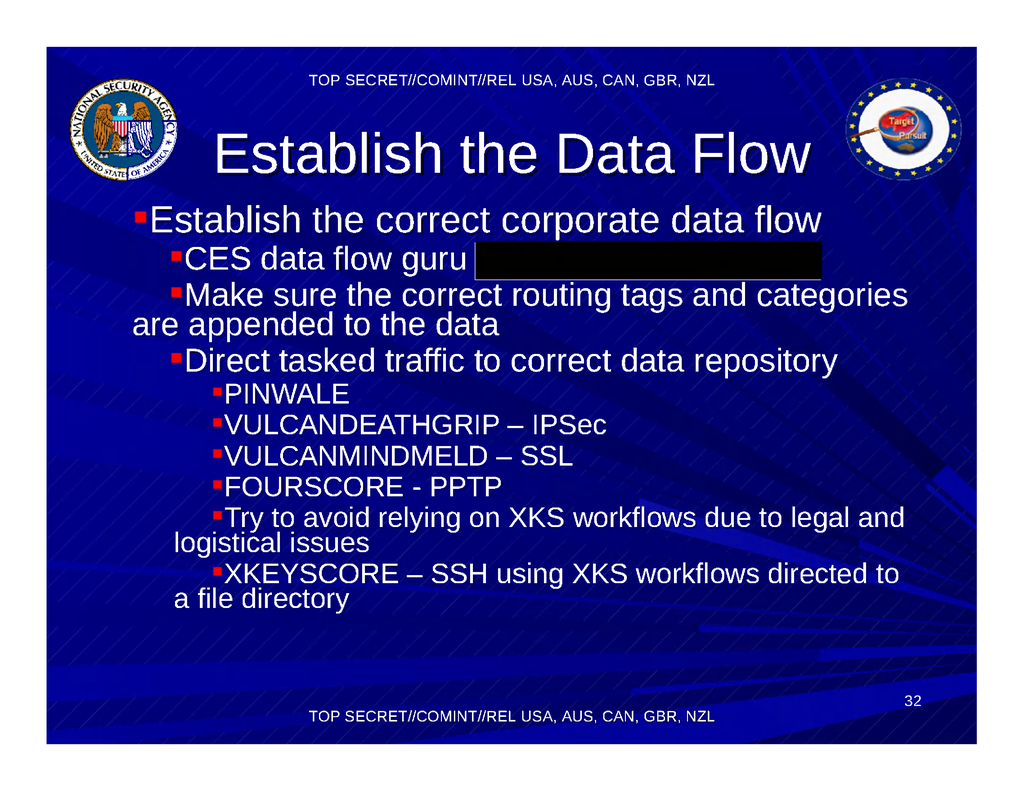 TOP SECRET//COMINT//REL USA, AUS, CAN, GBR, NZL
NATIONAL SECURITY AGENCY
UNITED STATES OF AMERICA
Target
Pursuit
Establish the Data Flow
Establish the correct corporate data flow
CES data flow guru
Make sure the correct routing tags and categories
are appended to the data
Direct tasked traffic to correct data repository
PINWALE
VULCANDEATHGRIP – IPSec
VULCANMINDMELD – SSL
FOURSCORE - PPTP
Try to avoid relying on XKS workflows due to legal and
logistical issues
XKEYSCORE – SSH using XKS workflows directed to
a file directory
32
TOP SECRET//COMINT//REL USA, AUS, CAN, GBR, NZL